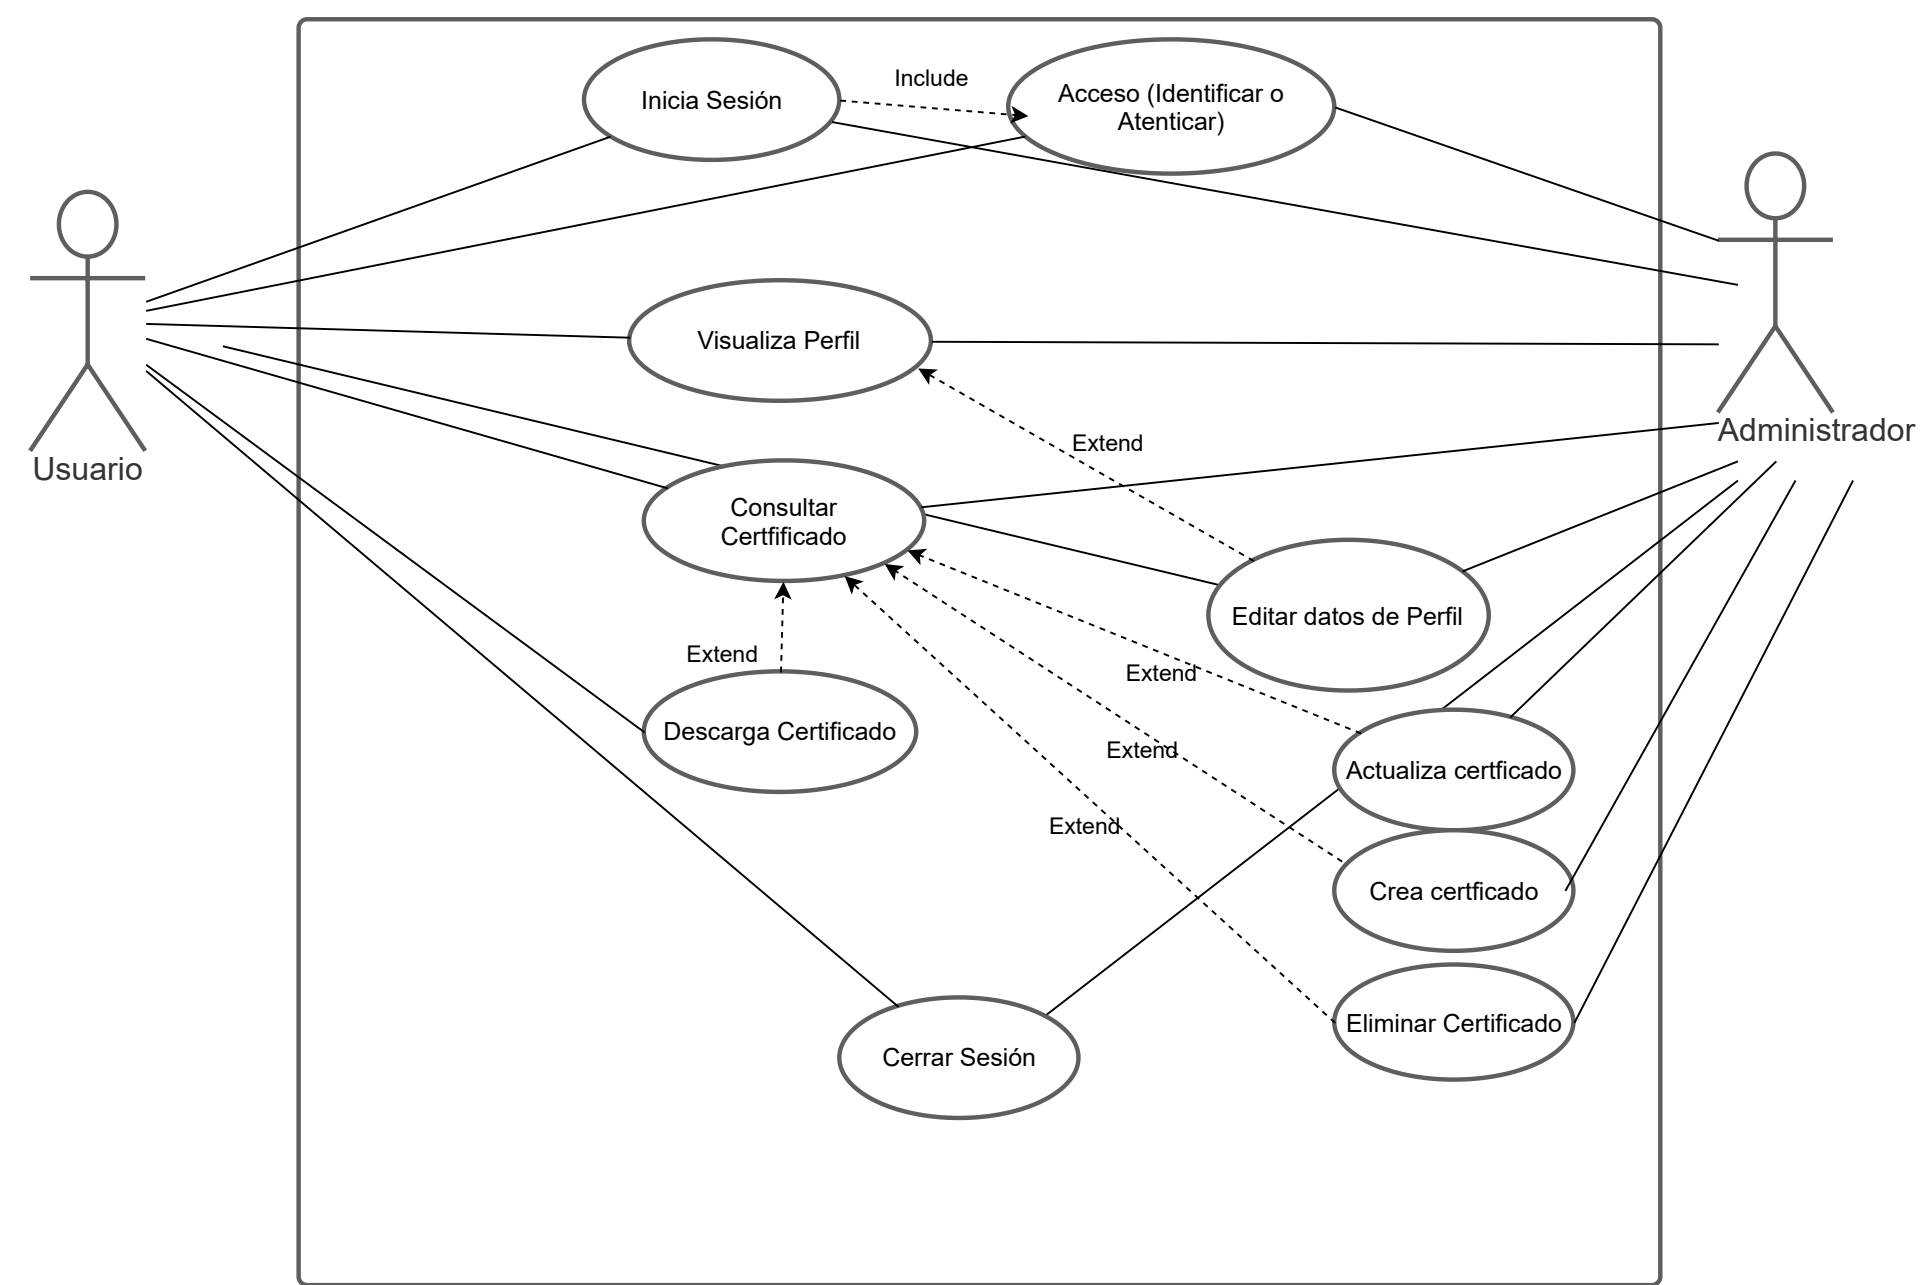 Include
Inicia Sesión
Acceso (Identificar o
Atenticar)
Visualiza Perfil
Administrador
Extend
Usuario
Consultar
Certfificado
Editar datos de Perfil
Extend
Extend
Descarga Certificado
Extend
Actualiza certficado
Extend
Crea certficado
Eliminar Certificado
Cerrar Sesión